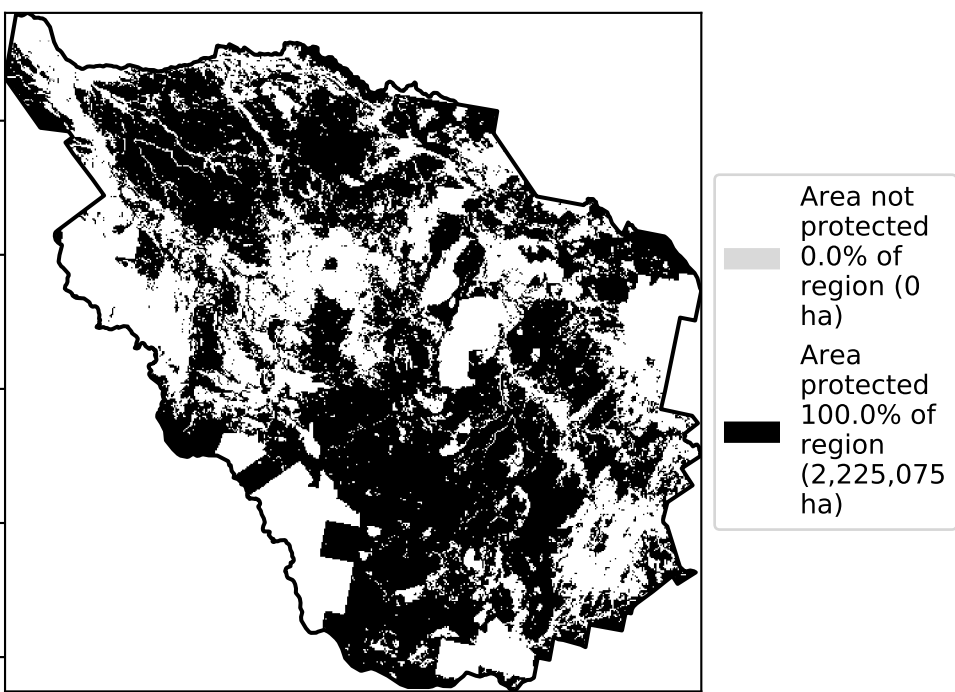 Area not
protected
0.0% of
region (0
ha)
Area
protected
100.0% of
region
(2,225,075
ha)